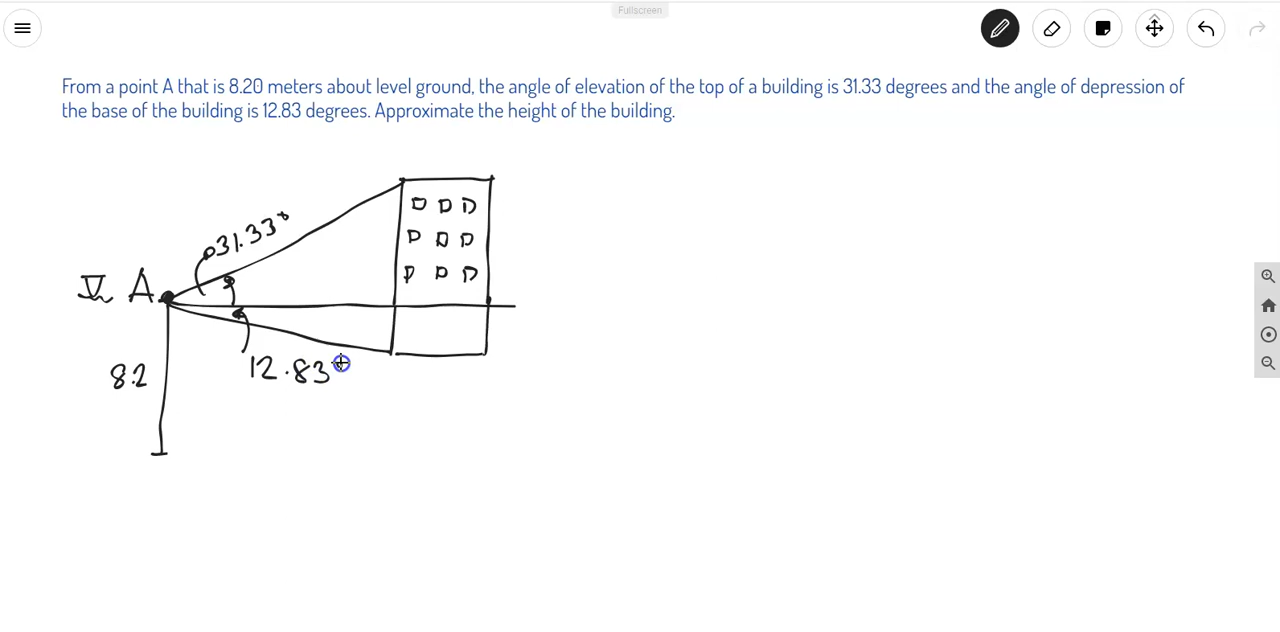 Fullscreen
From a point A that is 8.20 meters about level ground, the angle of elevation of the top of a building is 31.33 degrees and the angle of depression of
the base of the building is 12.83 degrees. Approximate the height of the building.
31.33°
A
8.2
12.83